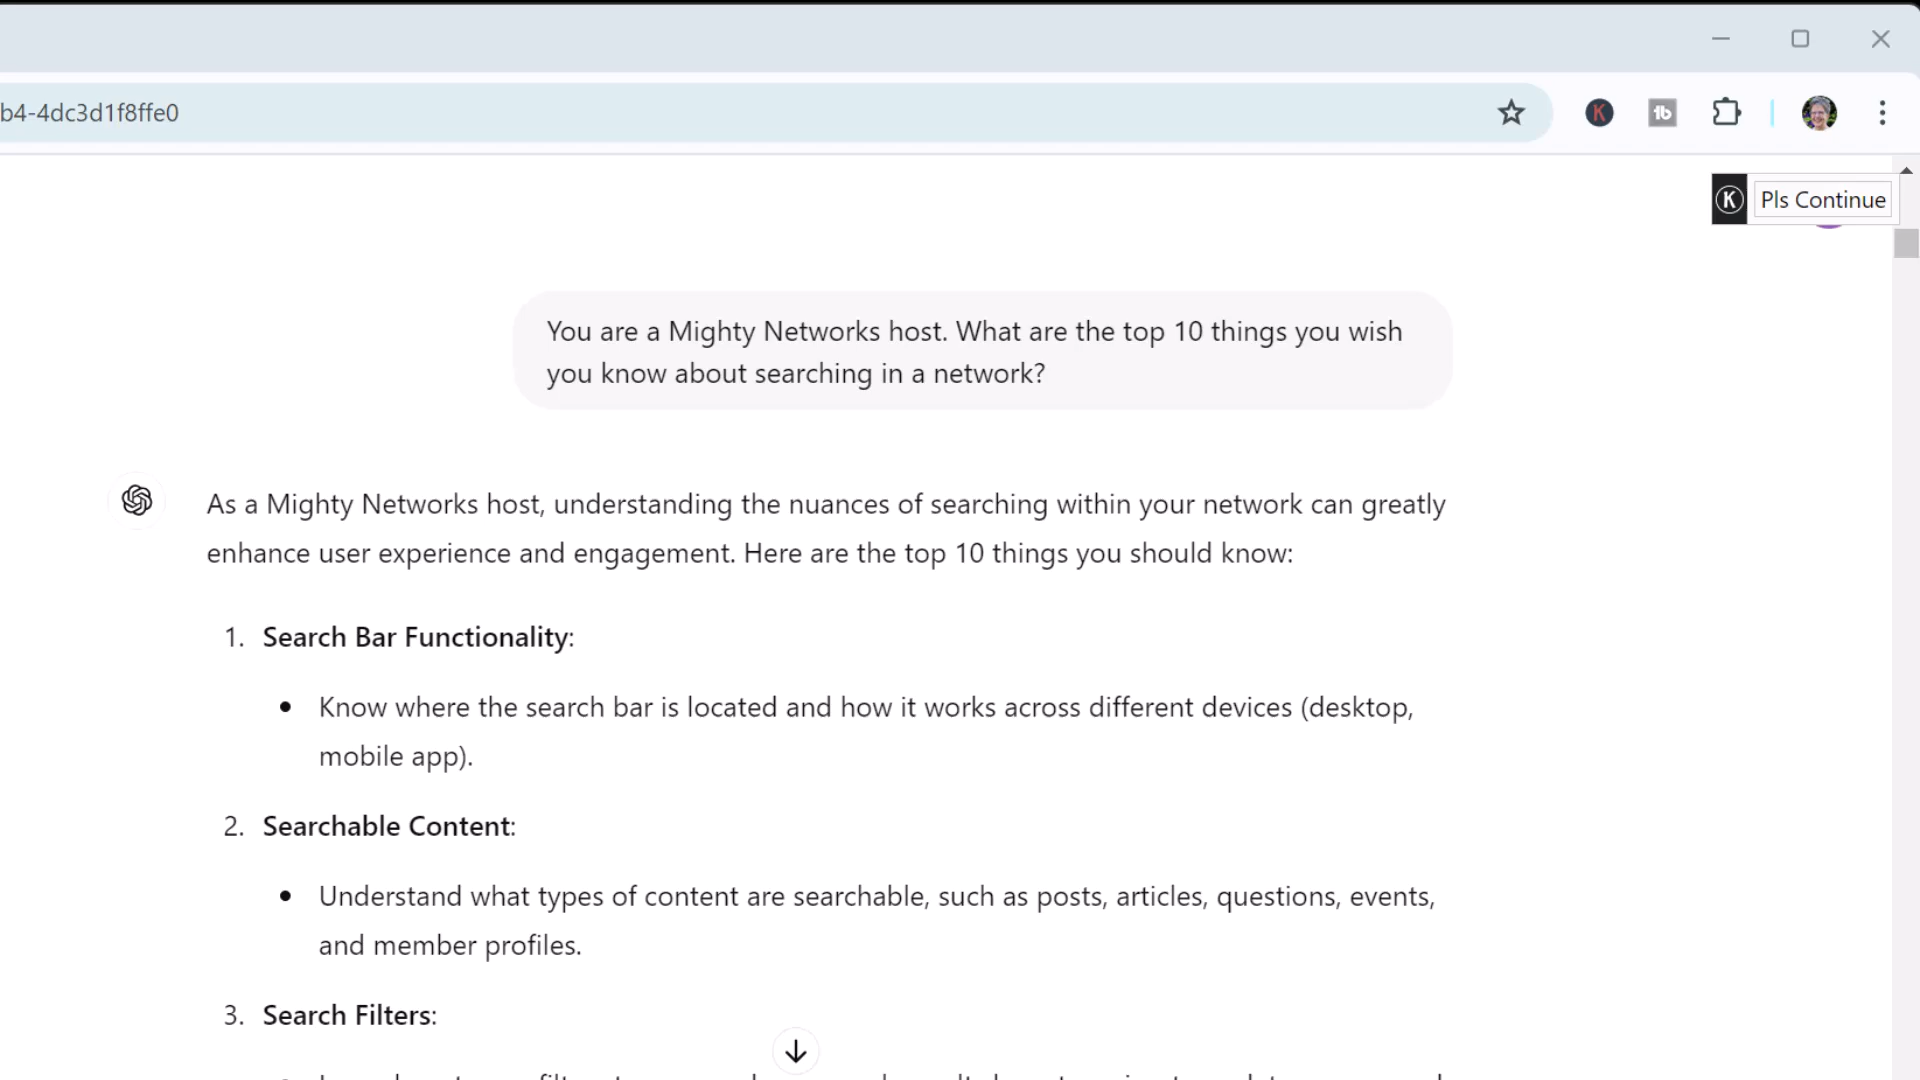 b4-4dc3d1f8ffe0
K
Pls Continue
You are a Mighty Networks host. What are the top 10 things you wish
you know about searching in a network?
As a Mighty Networks host, understanding the nuances of searching within your network can greatly
enhance user experience and engagement. Here are the top 10 things you should know:
1. Search Bar Functionality:
Know where the search bar is located and how it works across different devices (desktop,
mobile app).
2. Searchable Content:
Understand what types of content are searchable, such as posts, articles, questions, events,
and member profiles.
3. Search Filters: